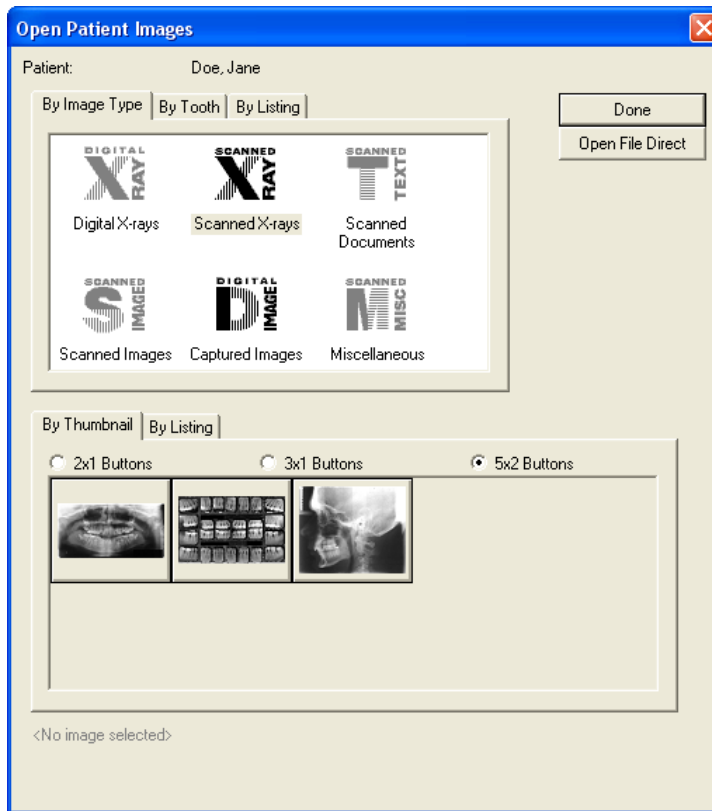 Open Patient Images
Patient: Doe, Jane
By Image Type By Tooth By Listing
Done
Open File Direct
DIGITAL X RAY
SCANNED X RAY
SCANNED T TEXT
Digital X-rays Scanned X-rays Scanned Documents
SCANNED S IMAGE
DIGITAL D IMAGE
SCANNED M MISC
Scanned Images Captured Images Miscellaneous
By Thumbnail By Listing
2x1 Buttons 3x1 Buttons 5x2 Buttons
<No image selected>